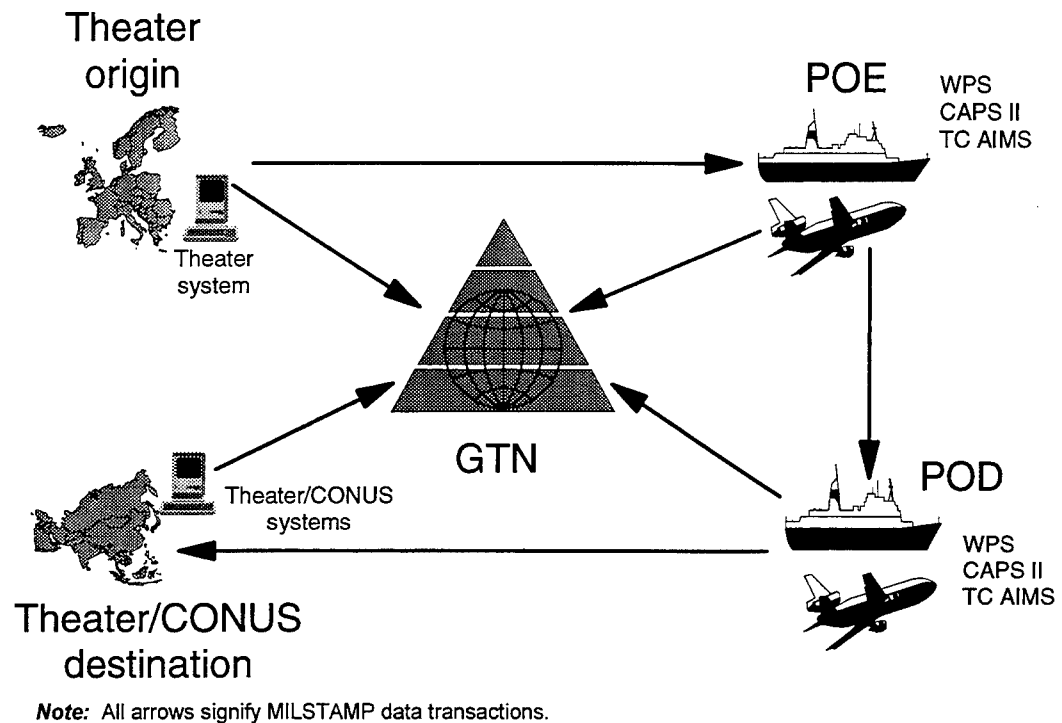 Theater
origin
Theater
system
POE
WPS
CAPS II
TC AIMS
GTN
Theater/CONUS
systems
Theater/CONUS
destination
POD
WPS
CAPS II
TC AIMS
Note: All arrows signify MILSTAMP data transactions.